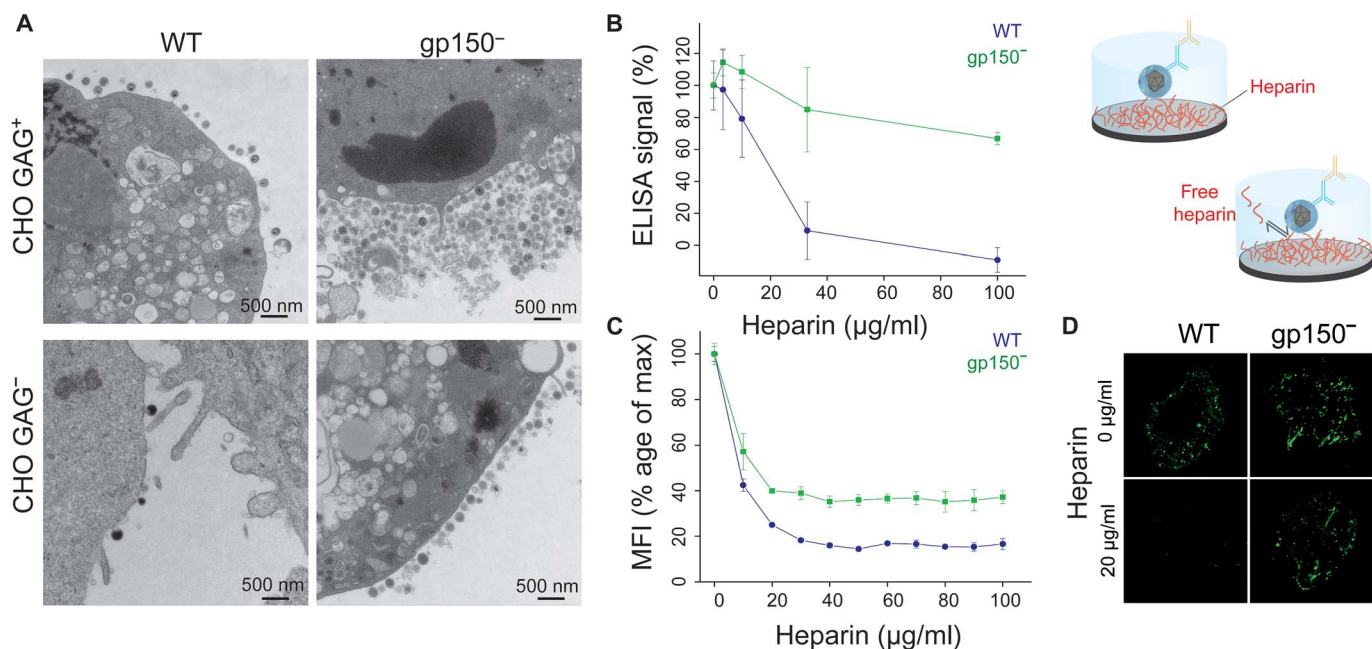 A
WT
gp150⁻
CHO GAG⁺
500 nm
500 nm
CHO GAG⁻
500 nm
500 nm
B
WT
gp150⁻
ELISA signal (%)
120
100
80
60
40
20
0
0
20
40
60
80
100
Heparin (µg/ml)
Heparin
Free
heparin
C
WT
gp150⁻
MFI (% age of max)
100
80
60
40
20
0
0
20
40
60
80
100
Heparin (µg/ml)
D
WT
gp150⁻
Heparin
0 µg/ml
20 µg/ml